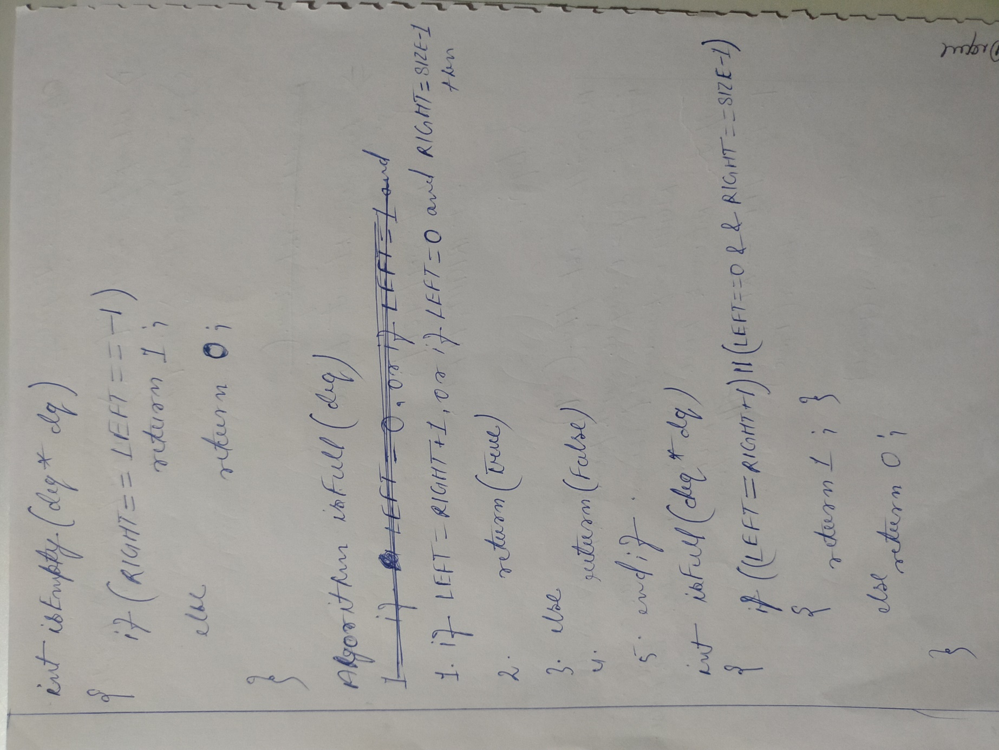 int isEmpty (deq * dq)
{
if (RIGHT == LEFT == -1)
return 1;
else
return 0;
}
Algorithm isFull (deq)
1 if LEFT = 0, or if LEFT = 1 and
1. if LEFT = RIGHT+1, or if LEFT = 0 and RIGHT = SIZE-1
then
2. return (true)
3. else
4. return (False)
5. endif.
int isFull (deq * dq)
{
if ((LEFT = RIGHT+1) || (LEFT == 0 && RIGHT == SIZE-1)
{
return 1; }
else
return 0;
}